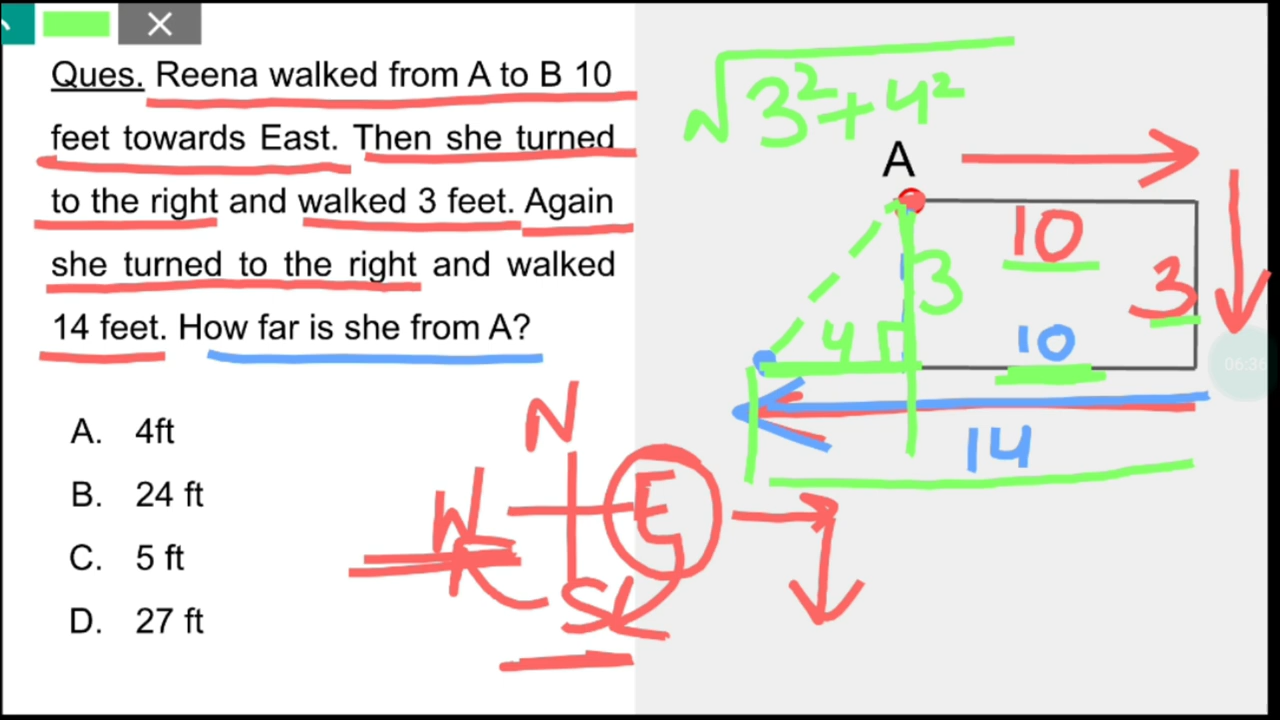 Ques. Reena walked from A to B 10
feet towards East. Then she turned
to the right and walked 3 feet. Again
she turned to the right and walked
14 feet. How far is she from A?
A. 4ft
B. 24 ft
C. 5 ft
D. 27 ft
N
W
E
S
√3²+4²
A
10
3
3
4
10
14
06:36